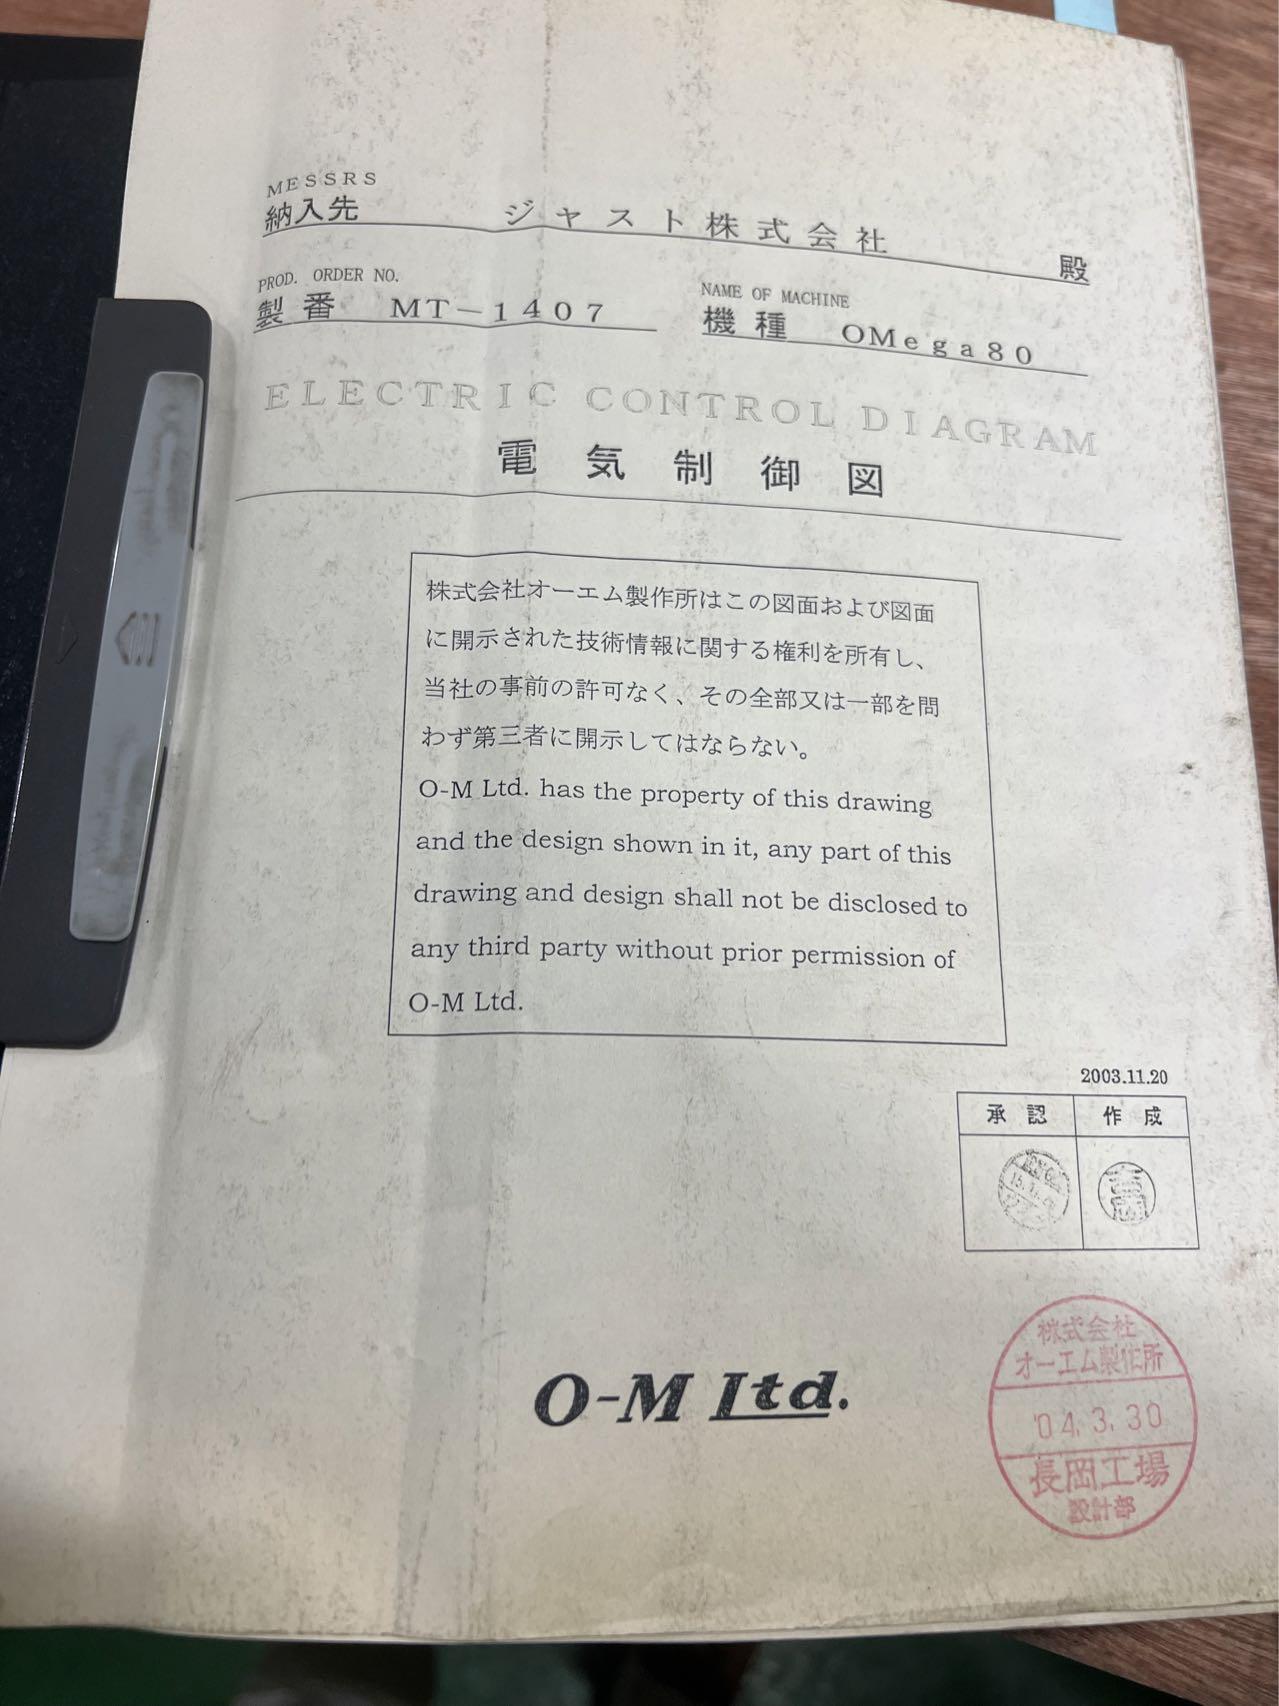 MESSRS
納入先 ジャスト株式会社 殿
PROD. ORDER NO.
製番 MT-1407
NAME OF MACHINE
機種 OMega80
ELECTRIC CONTROL DIAGRAM
電気制御図
株式会社オーエム製作所はこの図面および図面
に開示された技術情報に関する権利を所有し、
当社の事前の許可なく、その全部又は一部を問
わず第三者に開示してはならない。
O-M Ltd. has the property of this drawing
and the design shown in it, any part of this
drawing and design shall not be disclosed to
any third party without prior permission of
O-M Ltd.
2003.11.20
承認 作成
O-M Ltd.
株式会社
オーエム製作所
'04.3.30
長岡工場
設計部